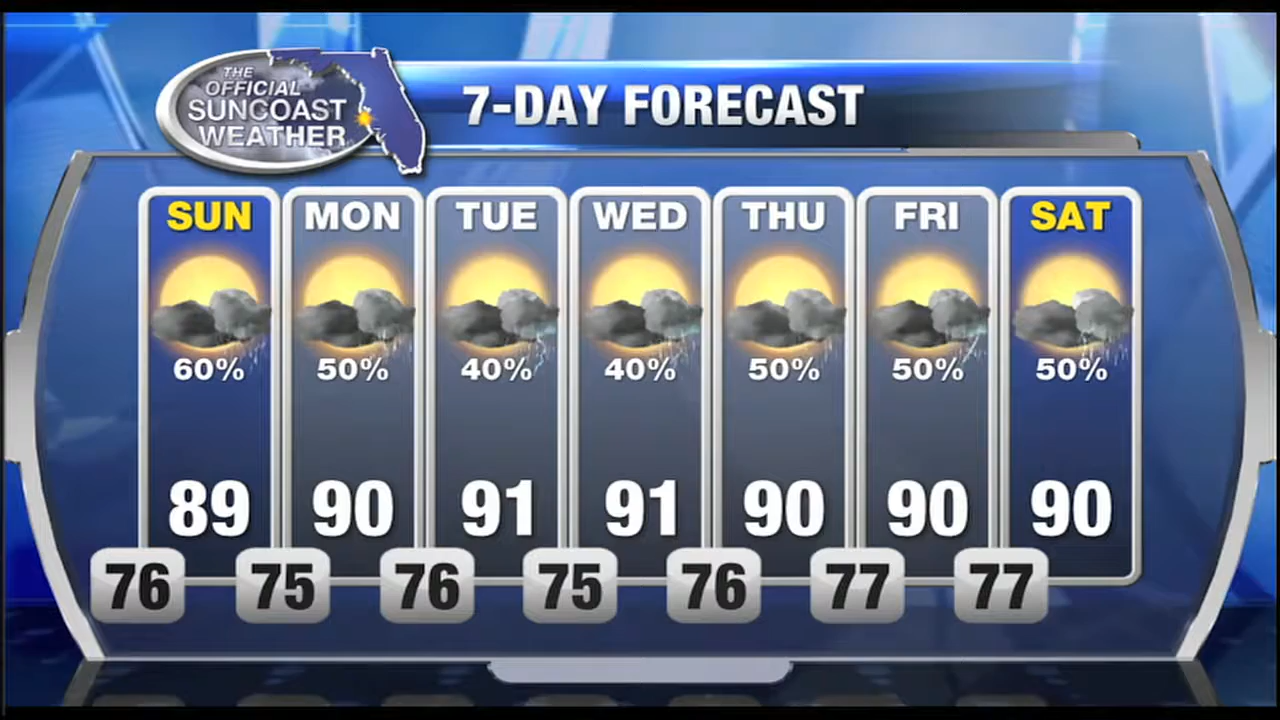 THE
OFFICIAL
SUNCOAST
WEATHER
7-DAY FORECAST
SUN MON TUE WED THU FRI SAT
60% 50% 40% 40% 50% 50% 50%
89 90 91 91 90 90 90
76 75 76 75 76 77 77